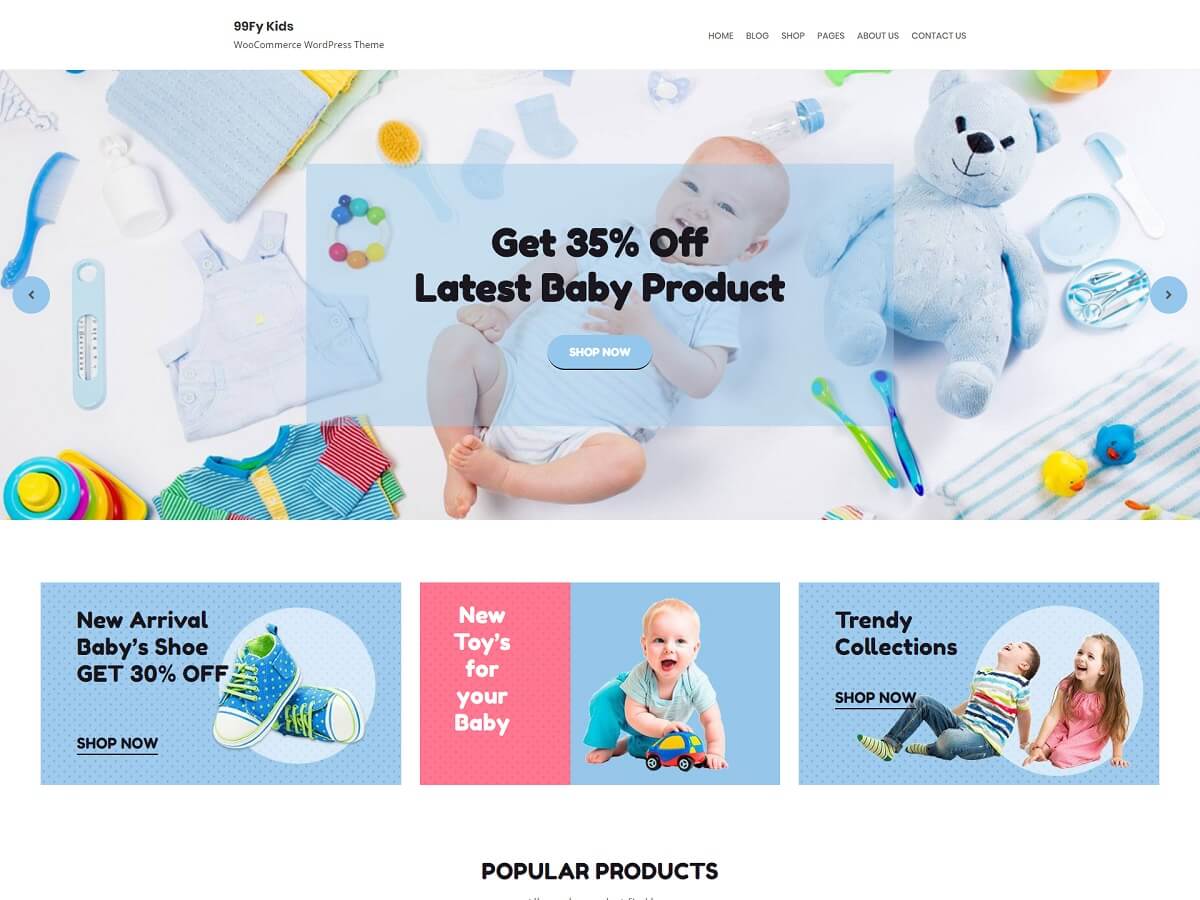 99Fy Kids
WooCommerce WordPress Theme
HOME BLOG SHOP PAGES ABOUT US CONTACT US
Get 35% Off
Latest Baby Product
SHOP NOW
New Arrival
Baby's Shoe
GET 30% OFF
SHOP NOW
New
Toy's
for
your
Baby
Trendy
Collections
SHOP NOW
POPULAR PRODUCTS